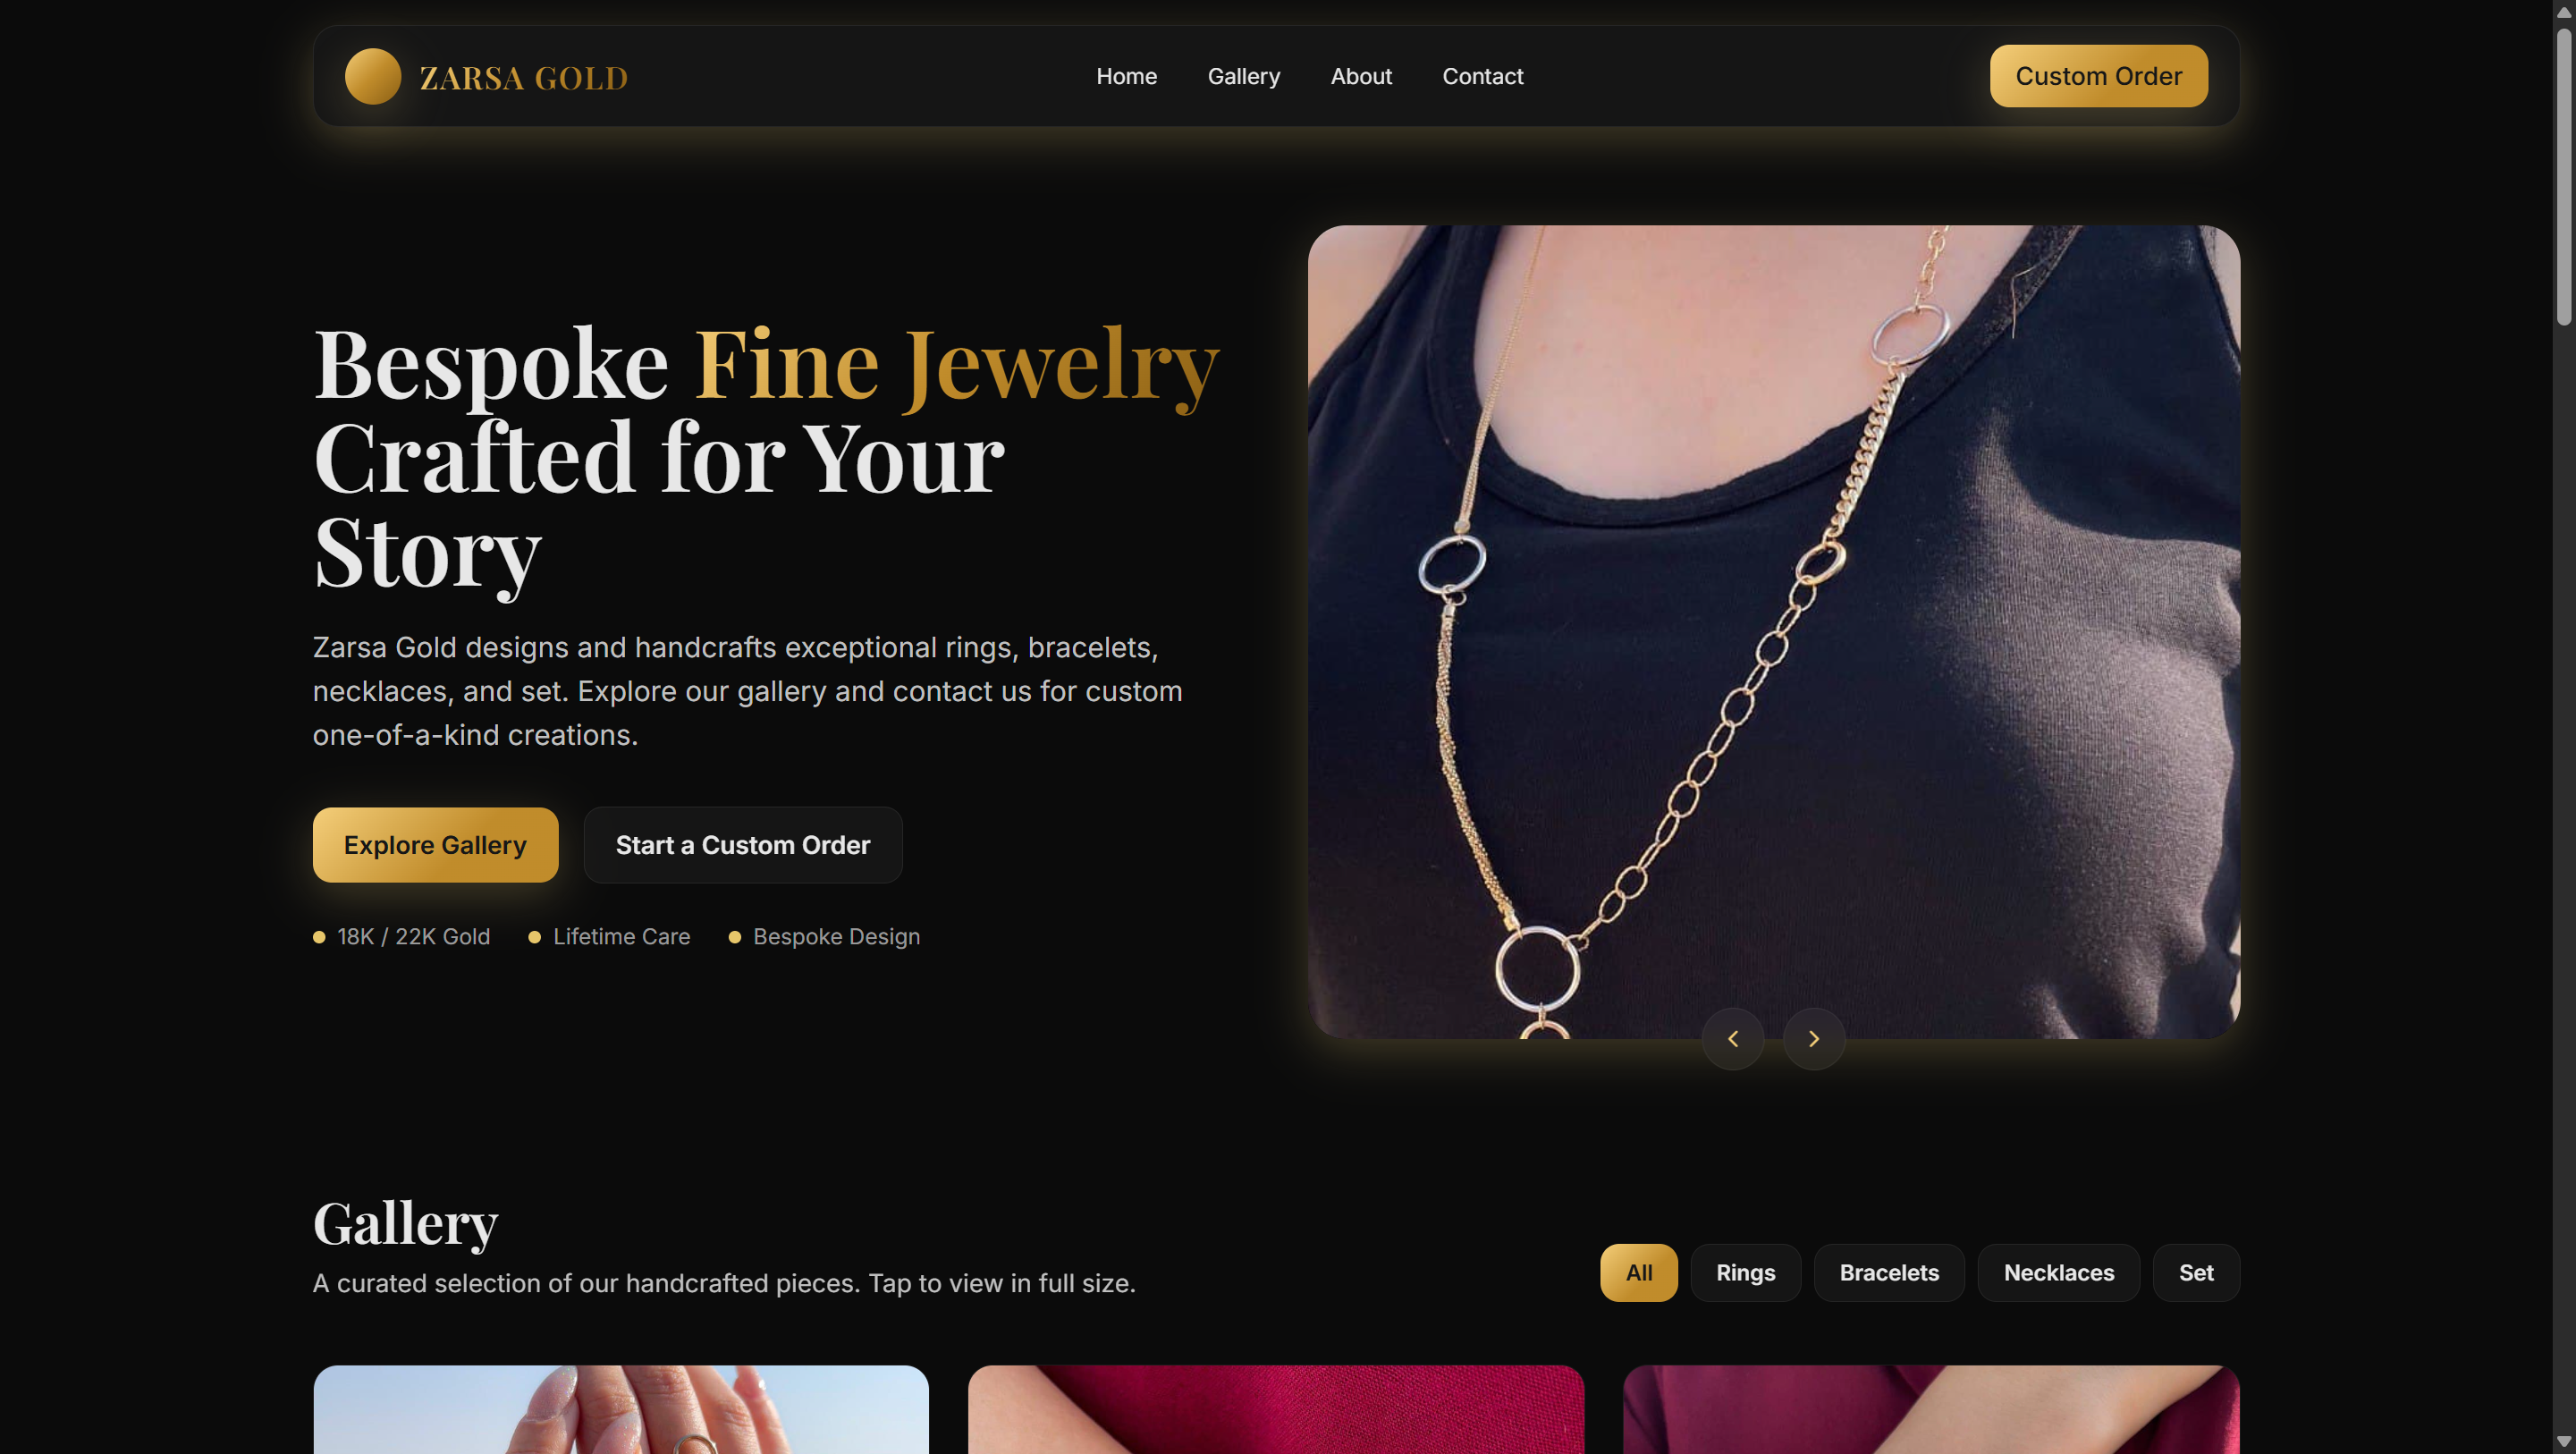 ZARSA GOLD
Home
Gallery
About
Contact
Custom Order
Bespoke Fine Jewelry
Crafted for Your
Story
Zarsa Gold designs and handcrafts exceptional rings, bracelets,
necklaces, and set. Explore our gallery and contact us for custom
one-of-a-kind creations.
Explore Gallery
Start a Custom Order
18K / 22K Gold
Lifetime Care
Bespoke Design
Gallery
A curated selection of our handcrafted pieces. Tap to view in full size.
All
Rings
Bracelets
Necklaces
Set